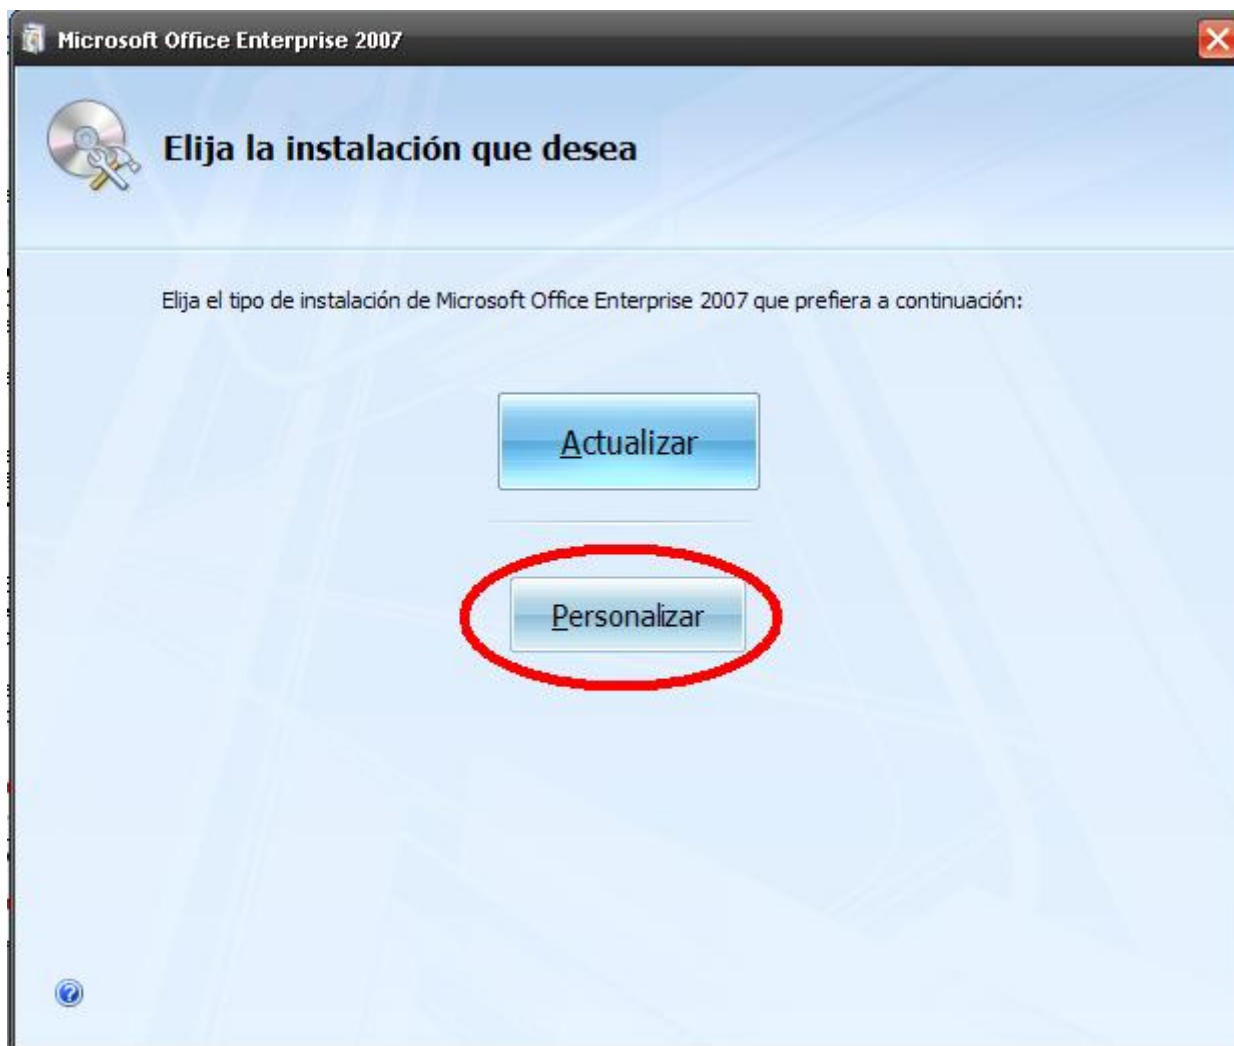 Microsoft Office Enterprise 2007
Elija la instalación que desea
Elija el tipo de instalación de Microsoft Office Enterprise 2007 que prefiera a continuación:
Actualizar
Personalizar